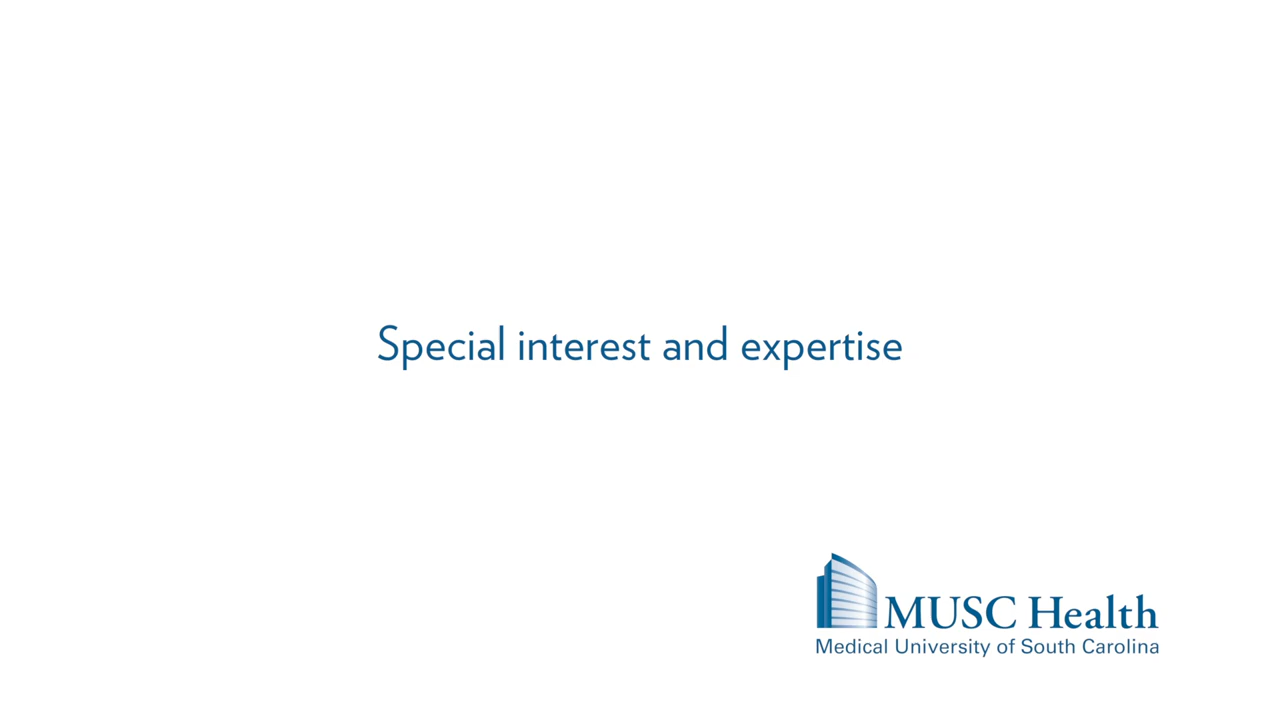 Special interest and expertise
MUSC Health
Medical University of South Carolina